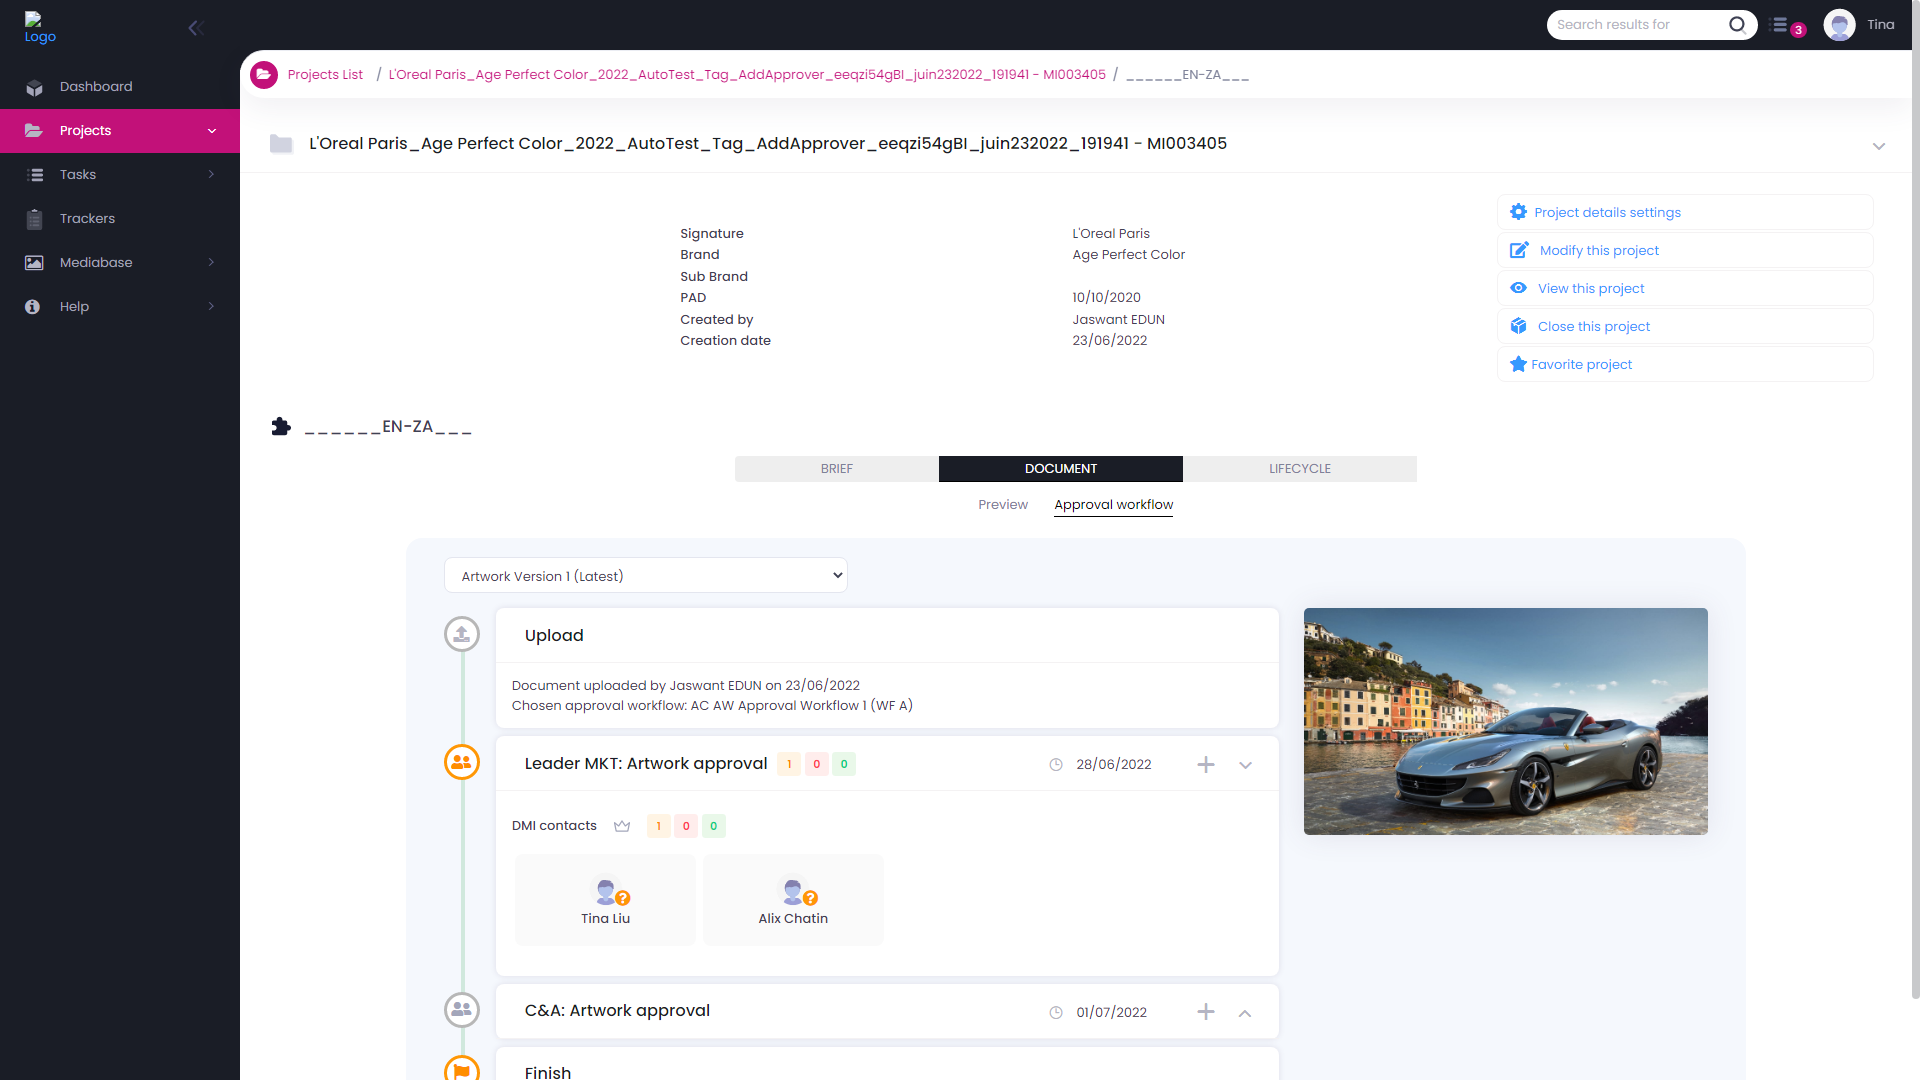 Logo
Search results for
3
Tina
Dashboard
Projects
Tasks
Trackers
Mediabase
Help
Projects List / L'Oreal Paris_Age Perfect Color_2022_AutoTest_Tag_AddApprover_eeqzi54gBI_juin232022_191941 - MI003405 / ______EN-ZA___
L'Oreal Paris_Age Perfect Color_2022_AutoTest_Tag_AddApprover_eeqzi54gBI_juin232022_191941 - MI003405
Signature L'Oreal Paris
Brand Age Perfect Color
Sub Brand
PAD 10/10/2020
Created by Jaswant EDUN
Creation date 23/06/2022
Project details settings
Modify this project
View this project
Close this project
Favorite project
______EN-ZA___
BRIEF DOCUMENT LIFECYCLE
Preview Approval workflow
Artwork Version 1 (Latest)
Upload
Document uploaded by Jaswant EDUN on 23/06/2022
Chosen approval workflow: AC AW Approval Workflow 1 (WF A)
Leader MKT: Artwork approval 1 0 0 28/06/2022
DMI contacts 1 0 0
Tina Liu Alix Chatin
C&A: Artwork approval 01/07/2022
Finish